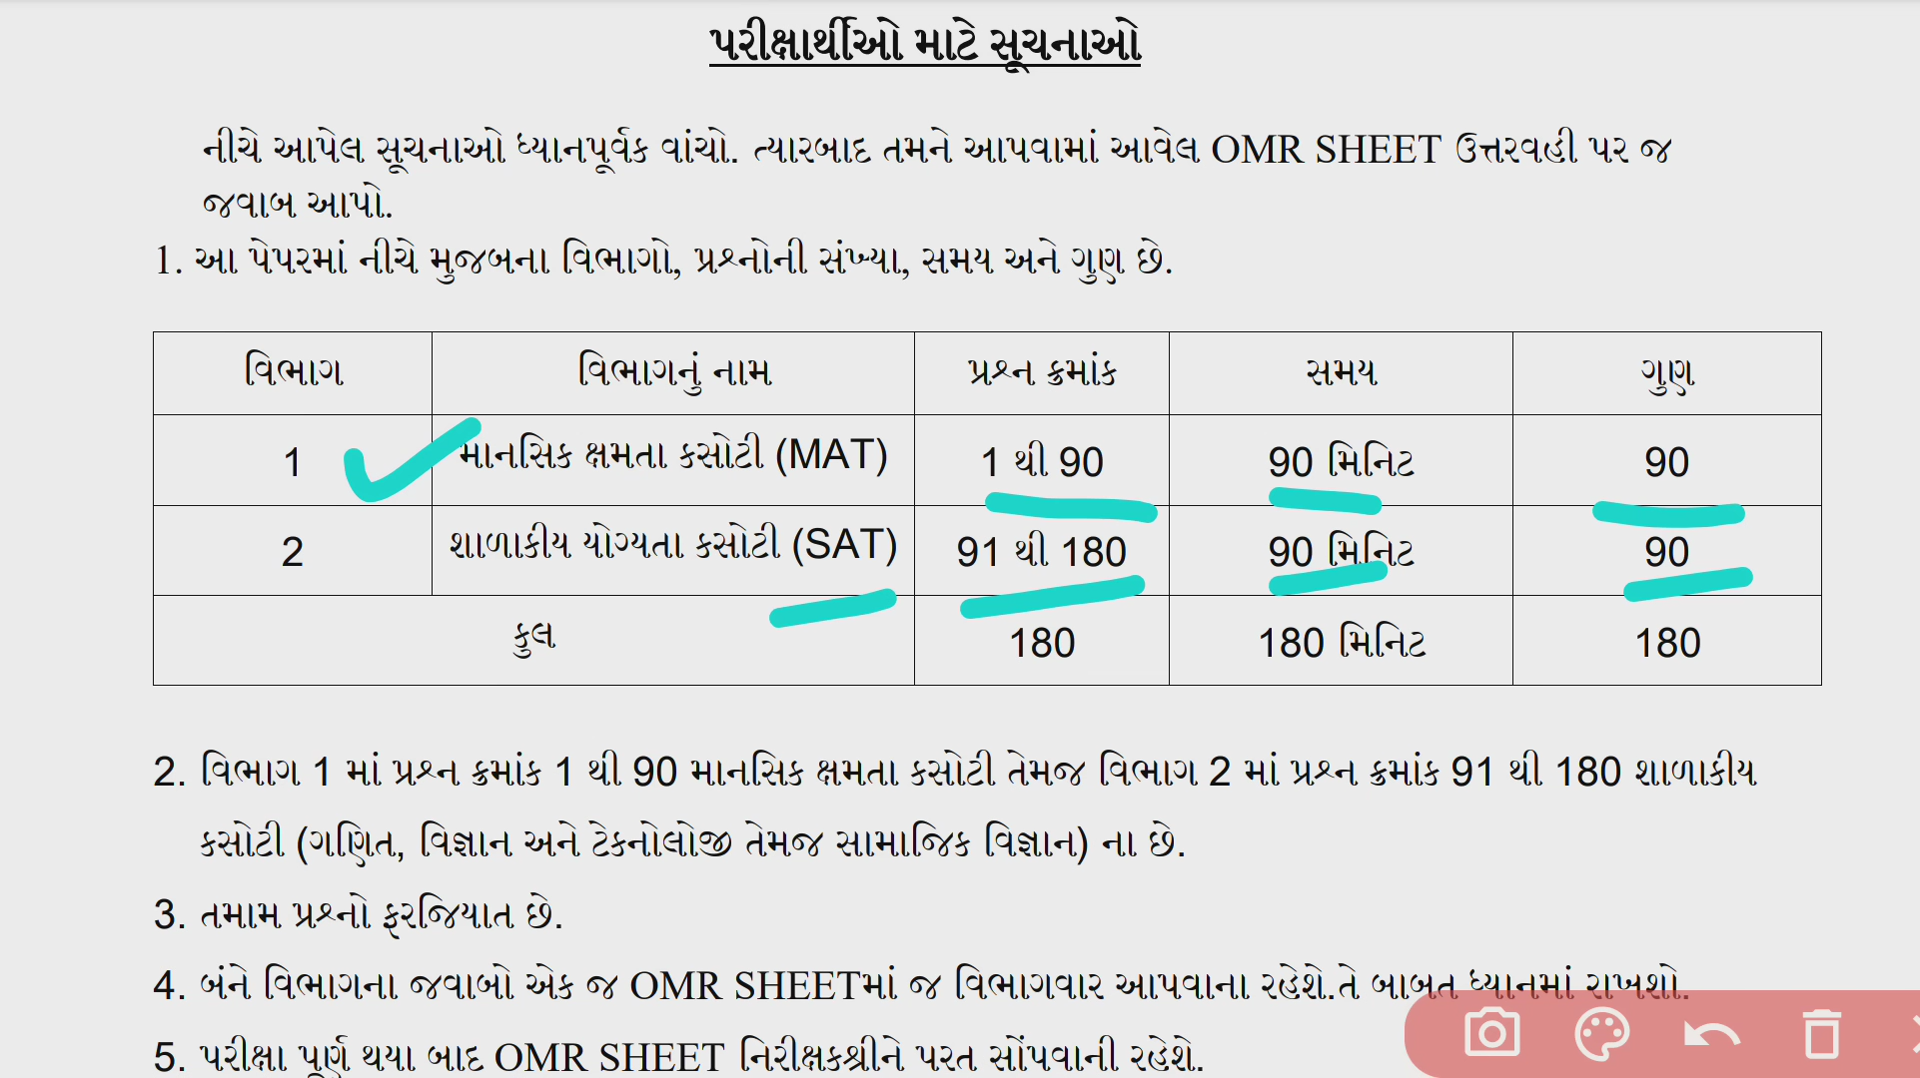 પરીક્ષાર્થીઓ માટે સૂચનાઓ
નીચે આપેલ સૂચનાઓ ધ્યાનપૂર્વક વાંચો. ત્યારબાદ તમને આપવામાં આવેલ OMR SHEET ઉત્તરવહી પર જ
જવાબ આપો.
1. આ પેપરમાં નીચે મુજબના વિભાગો, પ્રશ્નોની સંખ્યા, સમય અને ગુણ છે.
વિભાગ વિભાગનું નામ પ્રશ્ન ક્રમાંક સમય ગુણ
1 માનસિક ક્ષમતા કસોટી (MAT) 1 થી 90 90 મિનિટ 90
2 શાળાકીય યોગ્યતા કસોટી (SAT) 91 થી 180 90 મિનિટ 90
કુલ 180 180 મિનિટ 180
2. વિભાગ 1 માં પ્રશ્ન ક્રમાંક 1 થી 90 માનસિક ક્ષમતા કસોટી તેમજ વિભાગ 2 માં પ્રશ્ન ક્રમાંક 91 થી 180 શાળાકીય
કસોટી (ગણિત, વિજ્ઞાન અને ટેકનોલોજી તેમજ સામાજિક વિજ્ઞાન) ના છે.
3. તમામ પ્રશ્નો ફરજિયાત છે.
4. બંને વિભાગના જવાબો એક જ OMR SHEETમાં જ વિભાગવાર આપવાના રહેશે.તે બાબત ધ્યાનમાં રાખશો.
5. પરીક્ષા પૂર્ણ થયા બાદ OMR SHEET નિરીક્ષકશ્રીને પરત સોંપવાની રહેશે.